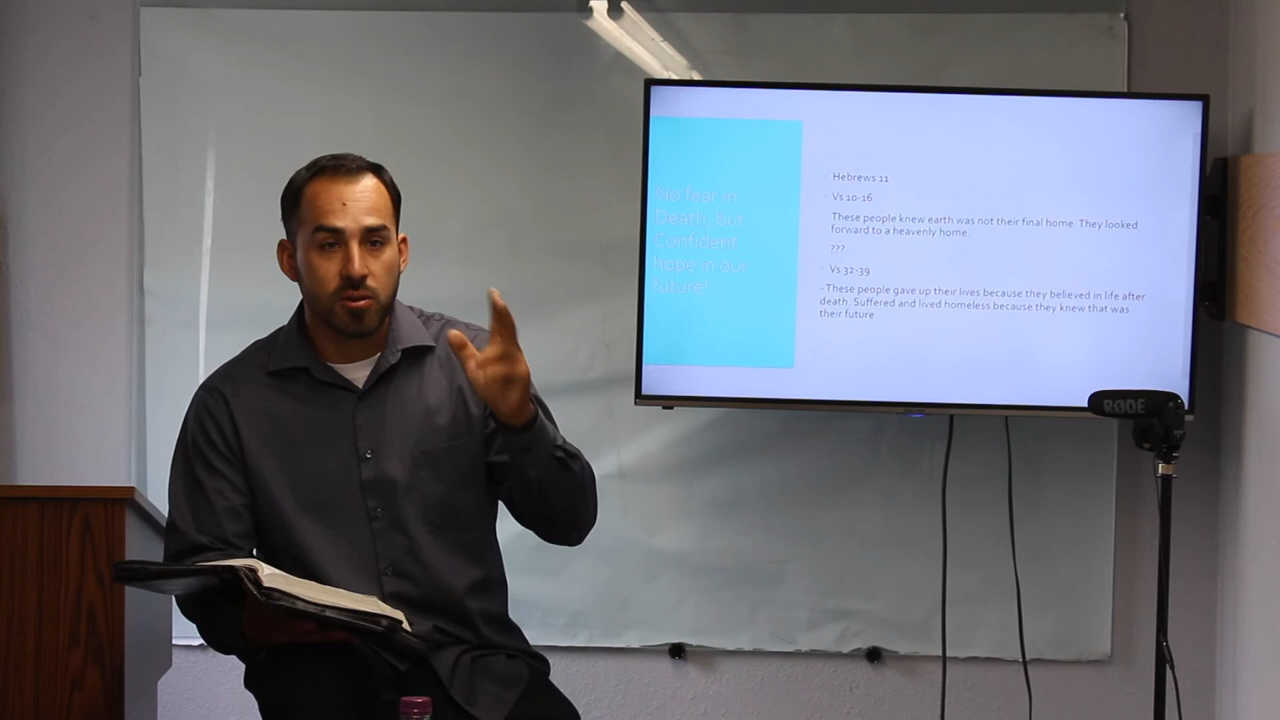 No fear in
Death, but
Confident
hope in our
future!
Hebrews 11
Vs 10-16
These people knew earth was not their final home. They looked
forward to a heavenly home.
???
Vs 32-39
- These people gave up their lives because they believed in life after
death. Suffered and lived homeless because they knew that was
their future
RØDE